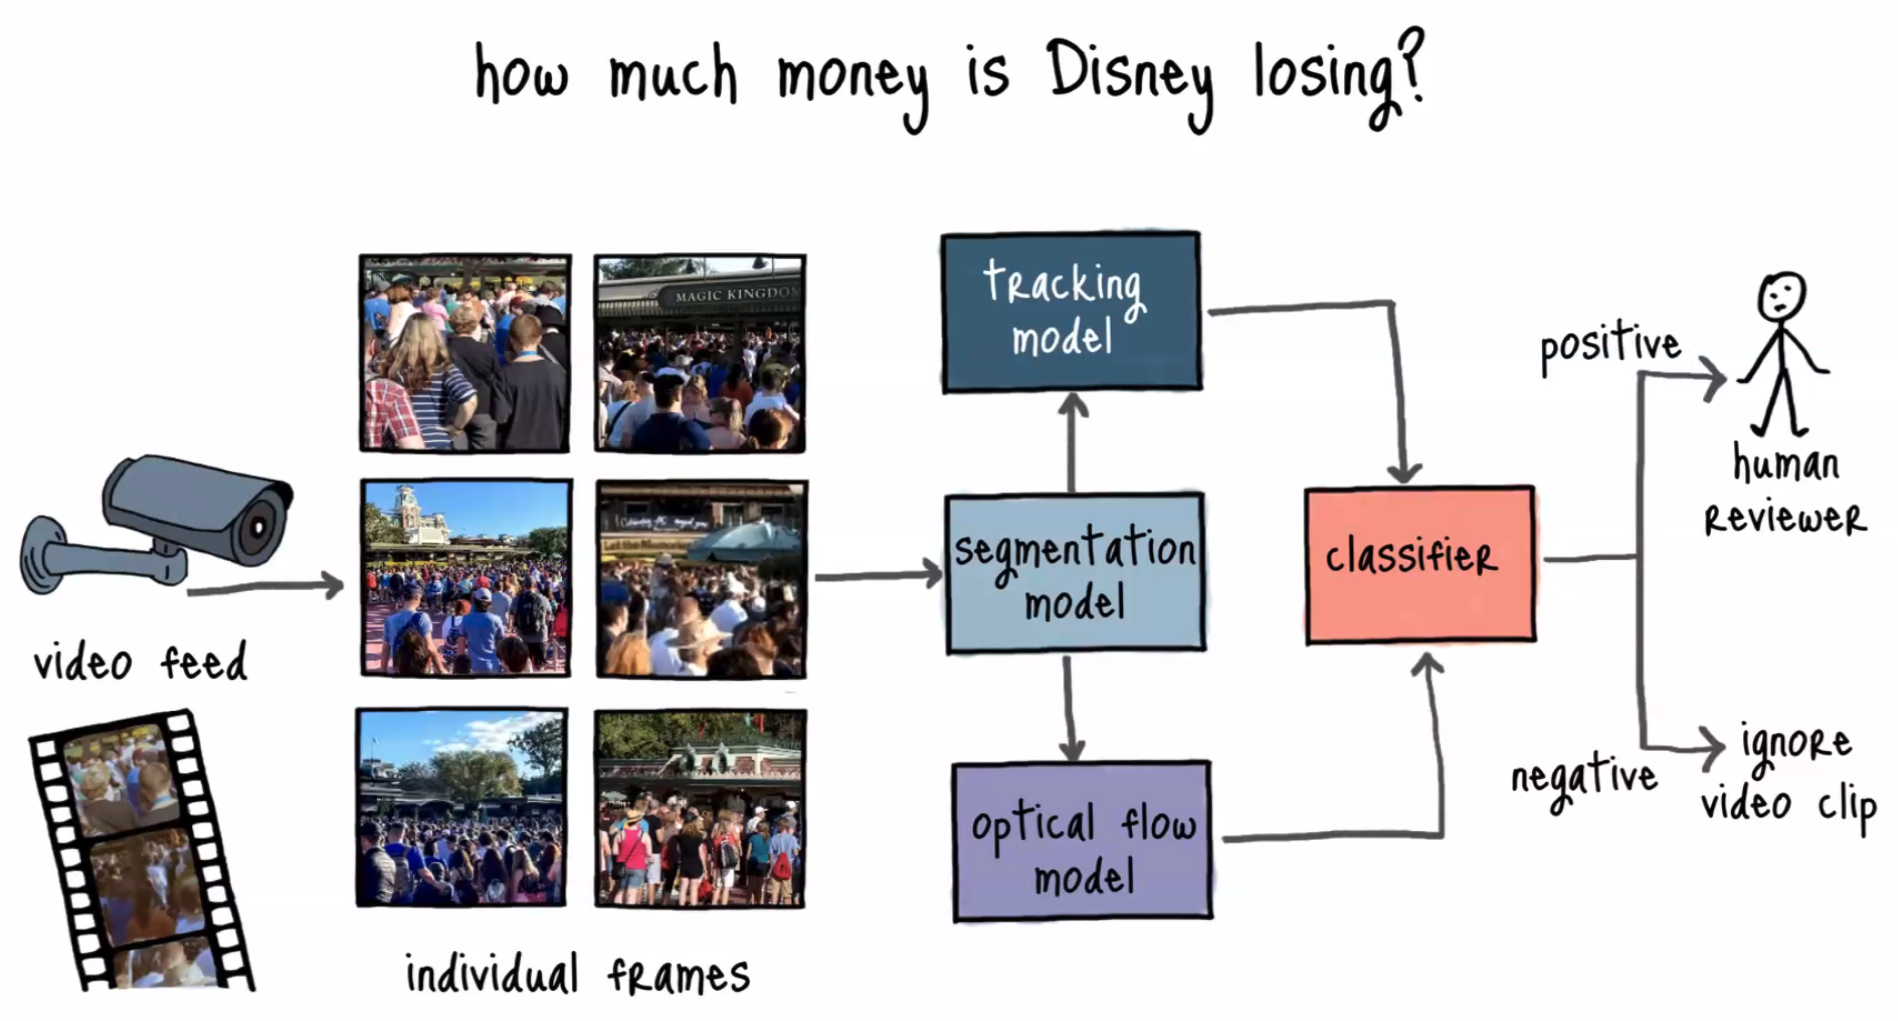 how much money is Disney losing?
MAGIC KINGDOM
video feed
individual frames
tracking
model
segmentation
model
optical flow
model
classifier
positive
human
reviewer
negative
ignore
video clip